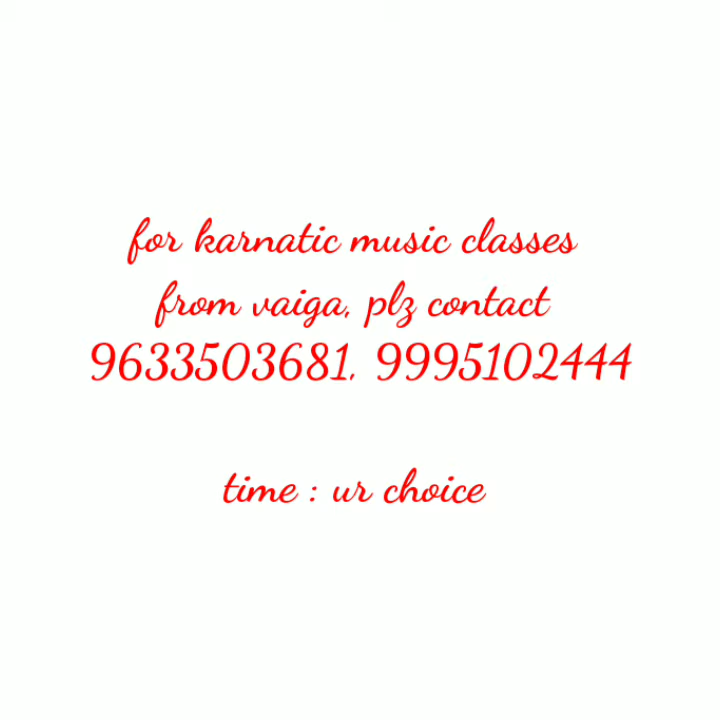 for karnatic music classes
from vaiga, plz contact
9633503681, 9995102444
time : ur choice